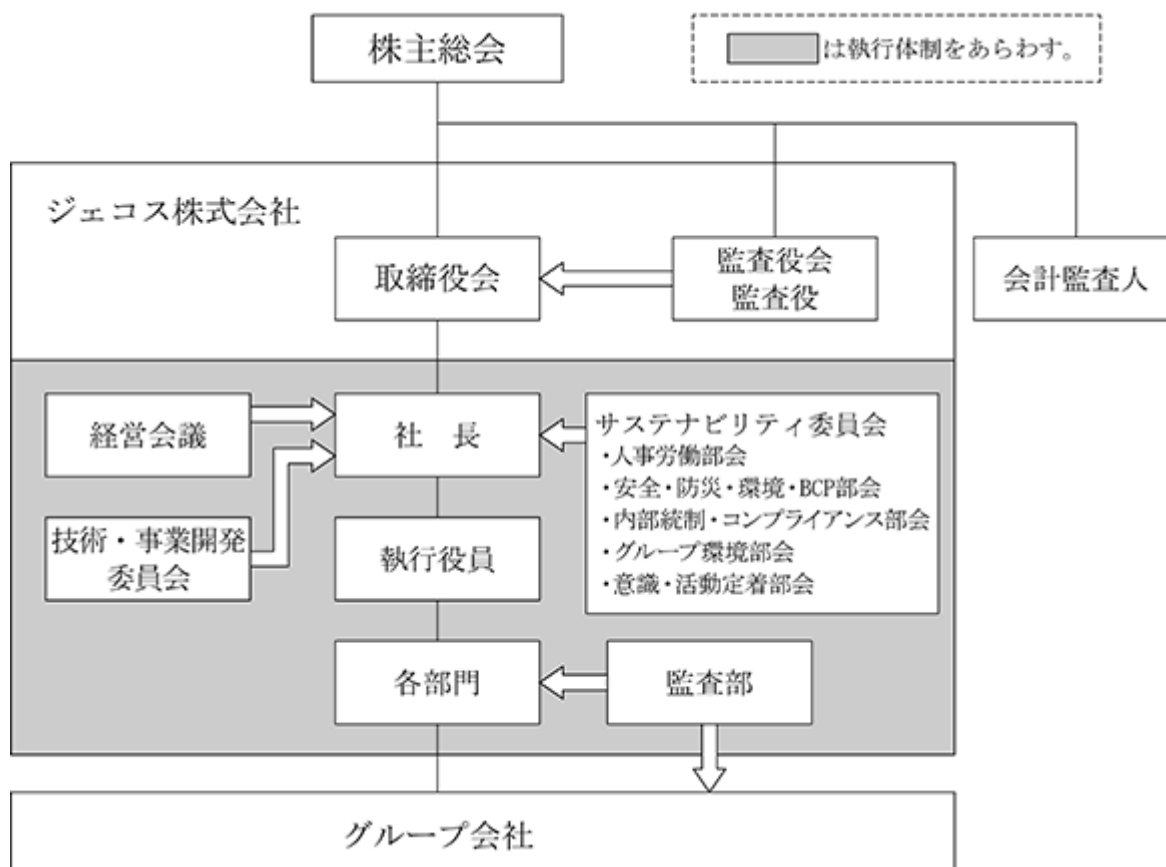 株主総会
は執行体制をあらわす。
ジェコス株式会社
取締役会
監査役会
監査役
会計監査人
経営会議
社　長
サステナビリティ委員会
・人事労働部会
・安全・防災・環境・BCP部会
・内部統制・コンプライアンス部会
・グループ環境部会
・意識・活動定着部会
技術・事業開発
委員会
執行役員
各部門
監査部
グループ会社